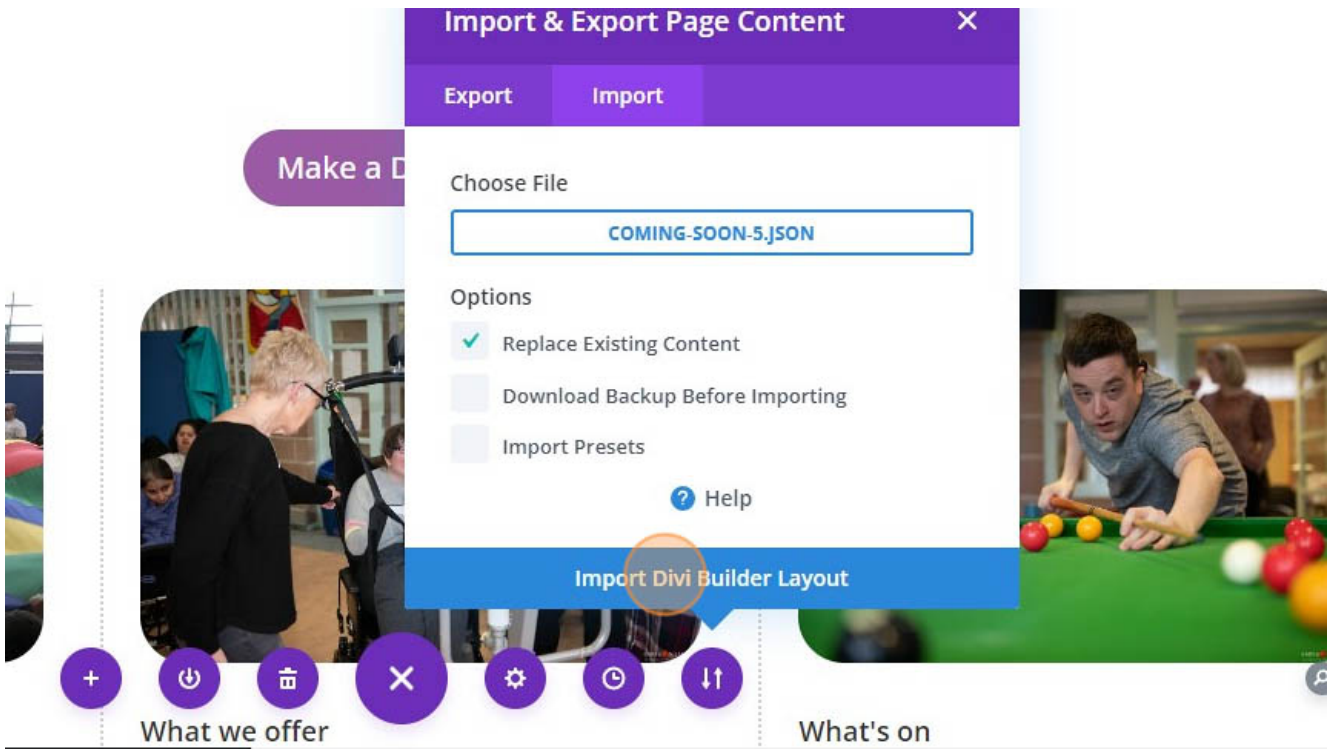 Import & Export Page Content
Export Import
Make a D
Choose File
COMING-SOON-5.JSON
Options
Replace Existing Content
Download Backup Before Importing
Import Presets
? Help
Import Divi Builder Layout
What we offer
What's on